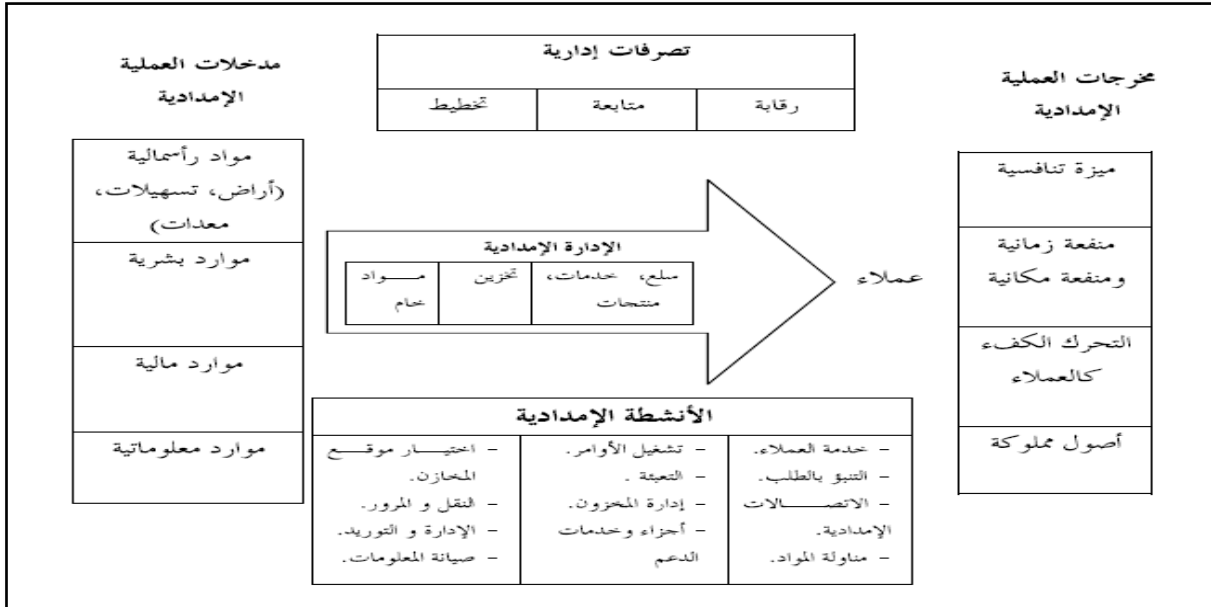 تصرفات إدارية
رقابة
متابعة
تخطيط
مخرجات العملية
الإمدادية
ميزة تنافسية
منفعة زمانية
ومنفعة مكانية
التحرك الكفء
كالعملاء
أصول مملوكة
مدخلات العملية
الإمدادية
مواد رأسمالية
(أراض، تسهيلات،
معدات)
موارد بشرية
موارد مالية
موارد معلوماتية
الإدارة الإمدادية
سلع، خدمات،
منتجات
تخزين
مواد
خام
عملاء
الأنشطة الإمدادية
- خدمة العملاء.
- التنبؤ بالطلب.
- الاتصالات
الإمدادية.
- مناولة المواد.
- تشغيل الأوامر.
- التعبئة .
- إدارة المخزون.
- أجزاء وخدمات
الدعم
- اختيار موقع
المخازن.
- النقل و المرور.
- الإدارة و التوريد.
- صيانة المعلومات.